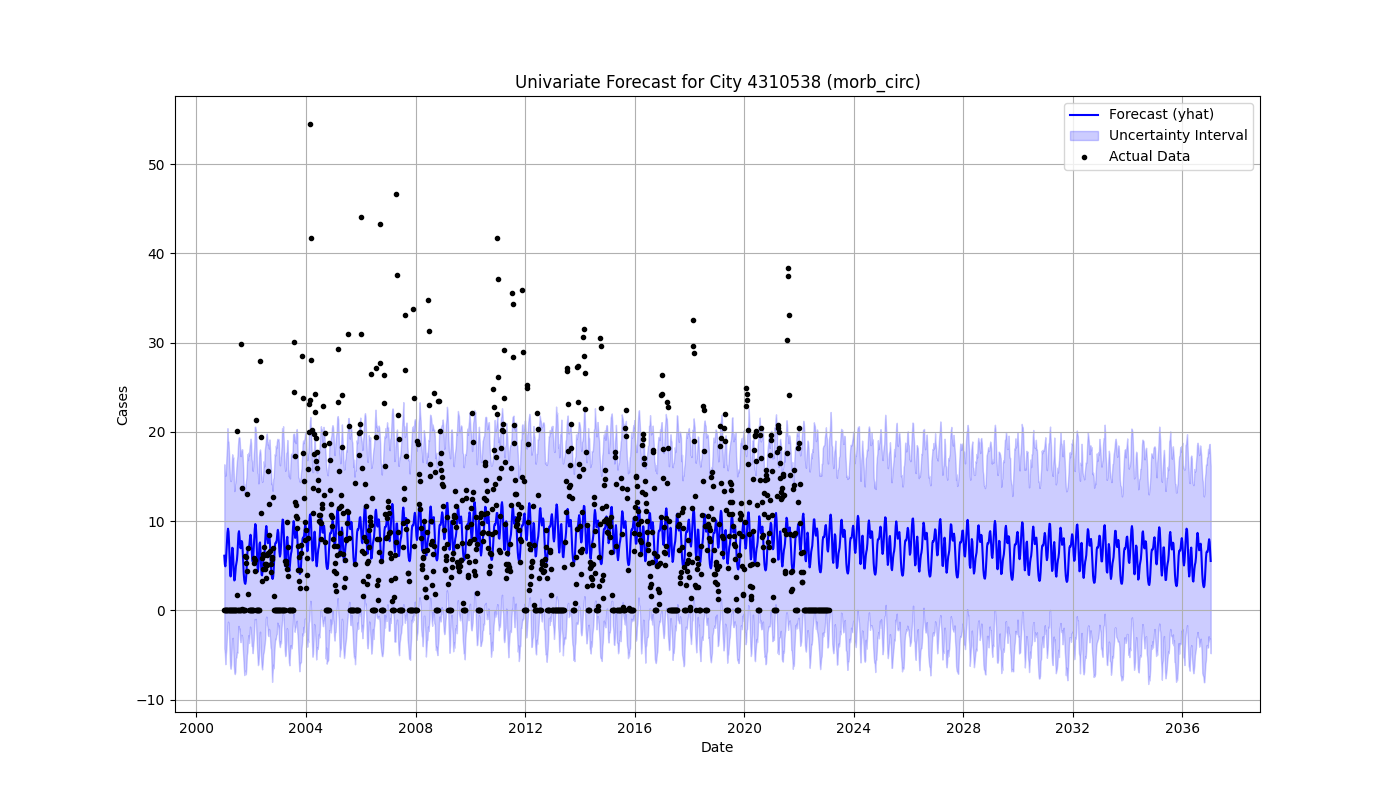 Univariate Forecast for City 4310538 (morb_circ)
Forecast (yhat)
Uncertainty Interval
Actual Data
Cases
50
40
30
20
10
0
−10
2000 2004 2008 2012 2016 2020 2024 2028 2032 2036
Date